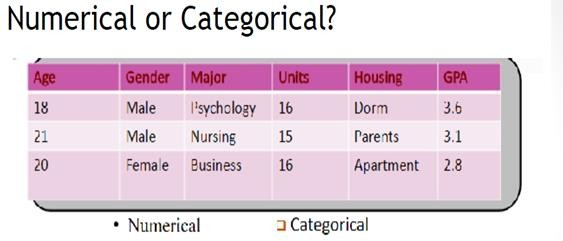 Numerical or Categorical?
Age Gender Major Units Housing GPA
18 Male Psychology 16 Dorm 3.6
21 Male Nursing 15 Parents 3.1
20 Female Business 16 Apartment 2.8
• Numerical Categorical